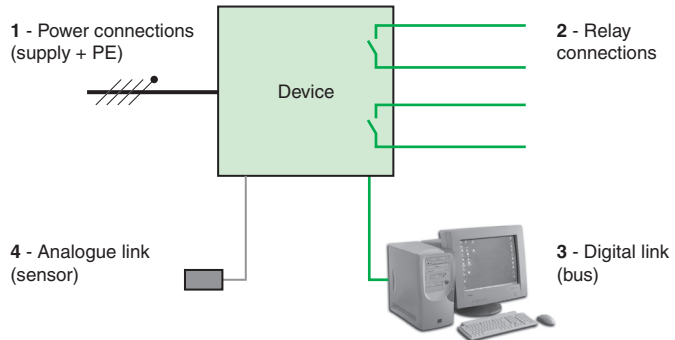 1 - Power connections
(supply + PE)
2 - Relay
connections
Device
4 - Analogue link
(sensor)
3 - Digital link
(bus)